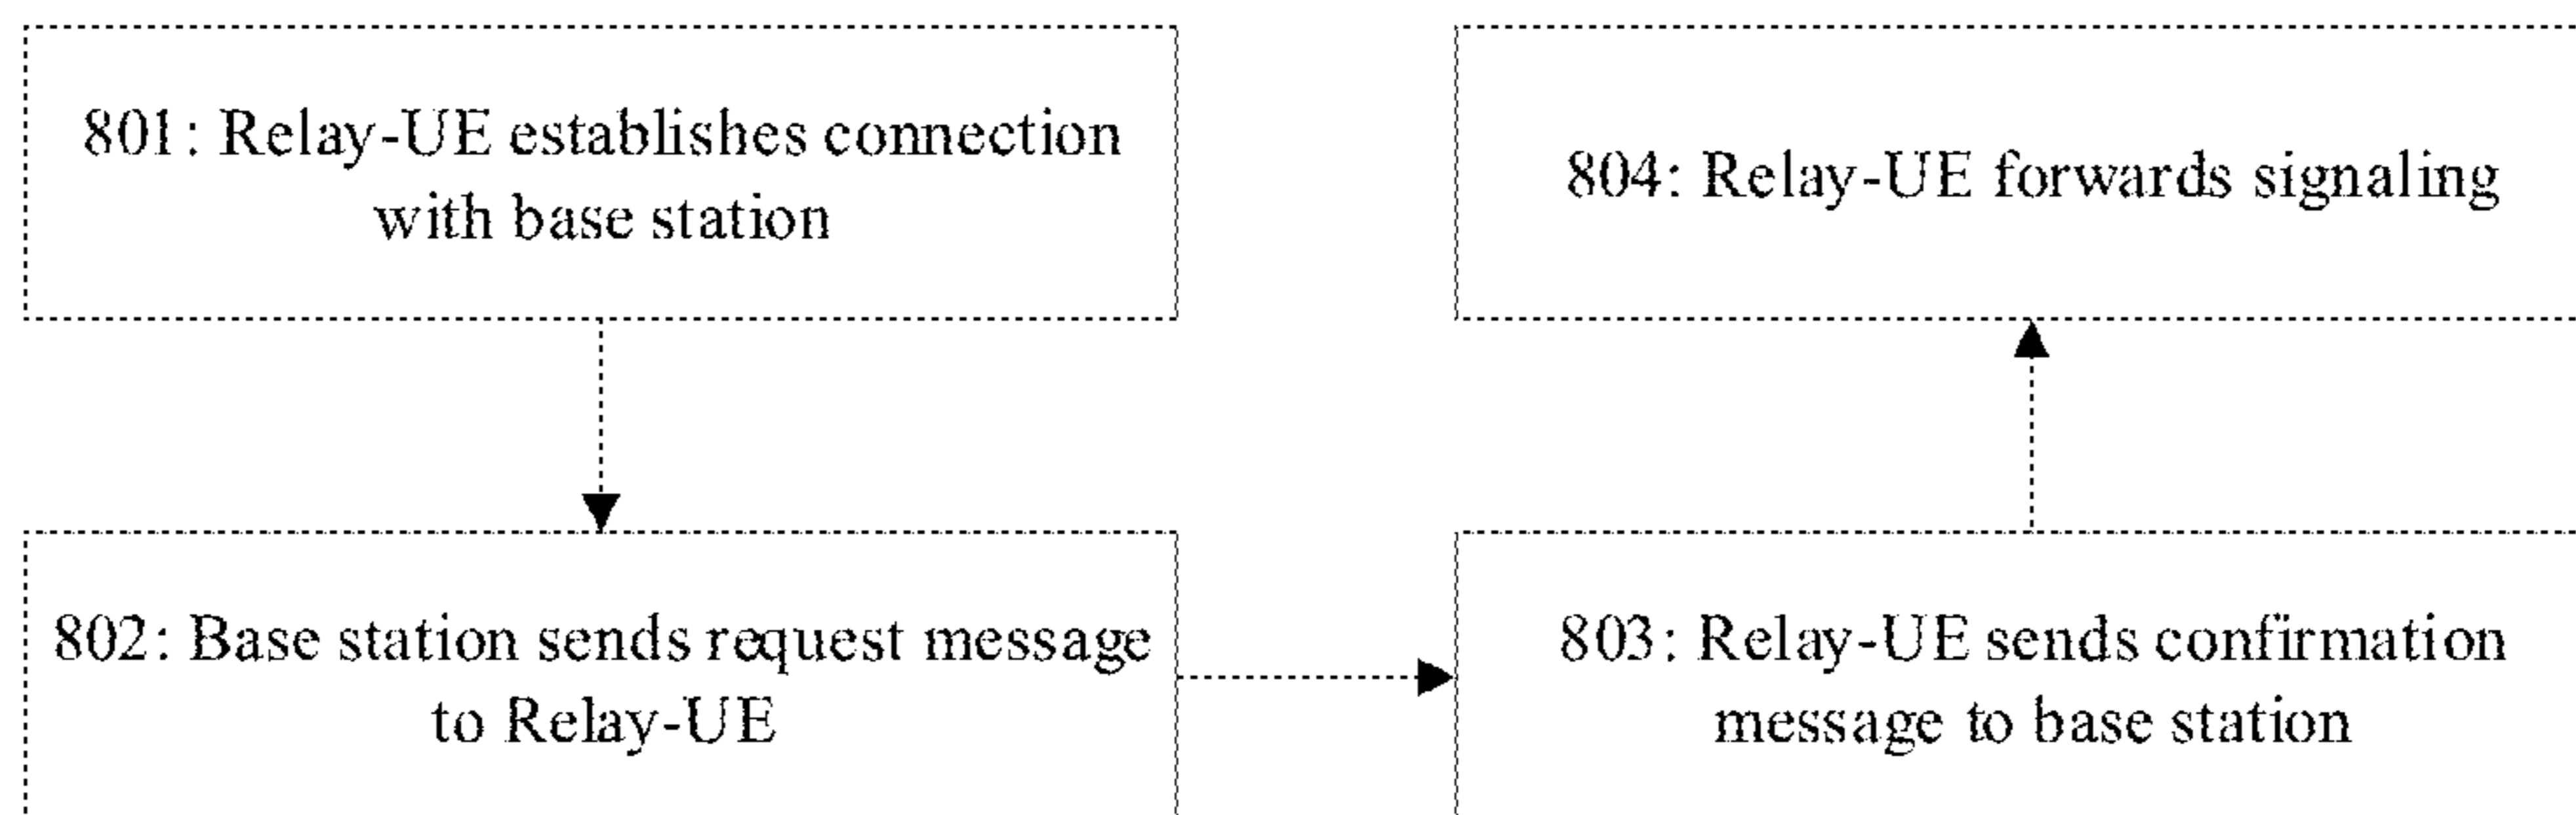 801: Relay-UE establishes connection
with base station
802: Base station sends request message
to Relay-UE
803: Relay-UE sends confirmation
message to base station
804: Relay-UE forwards signaling